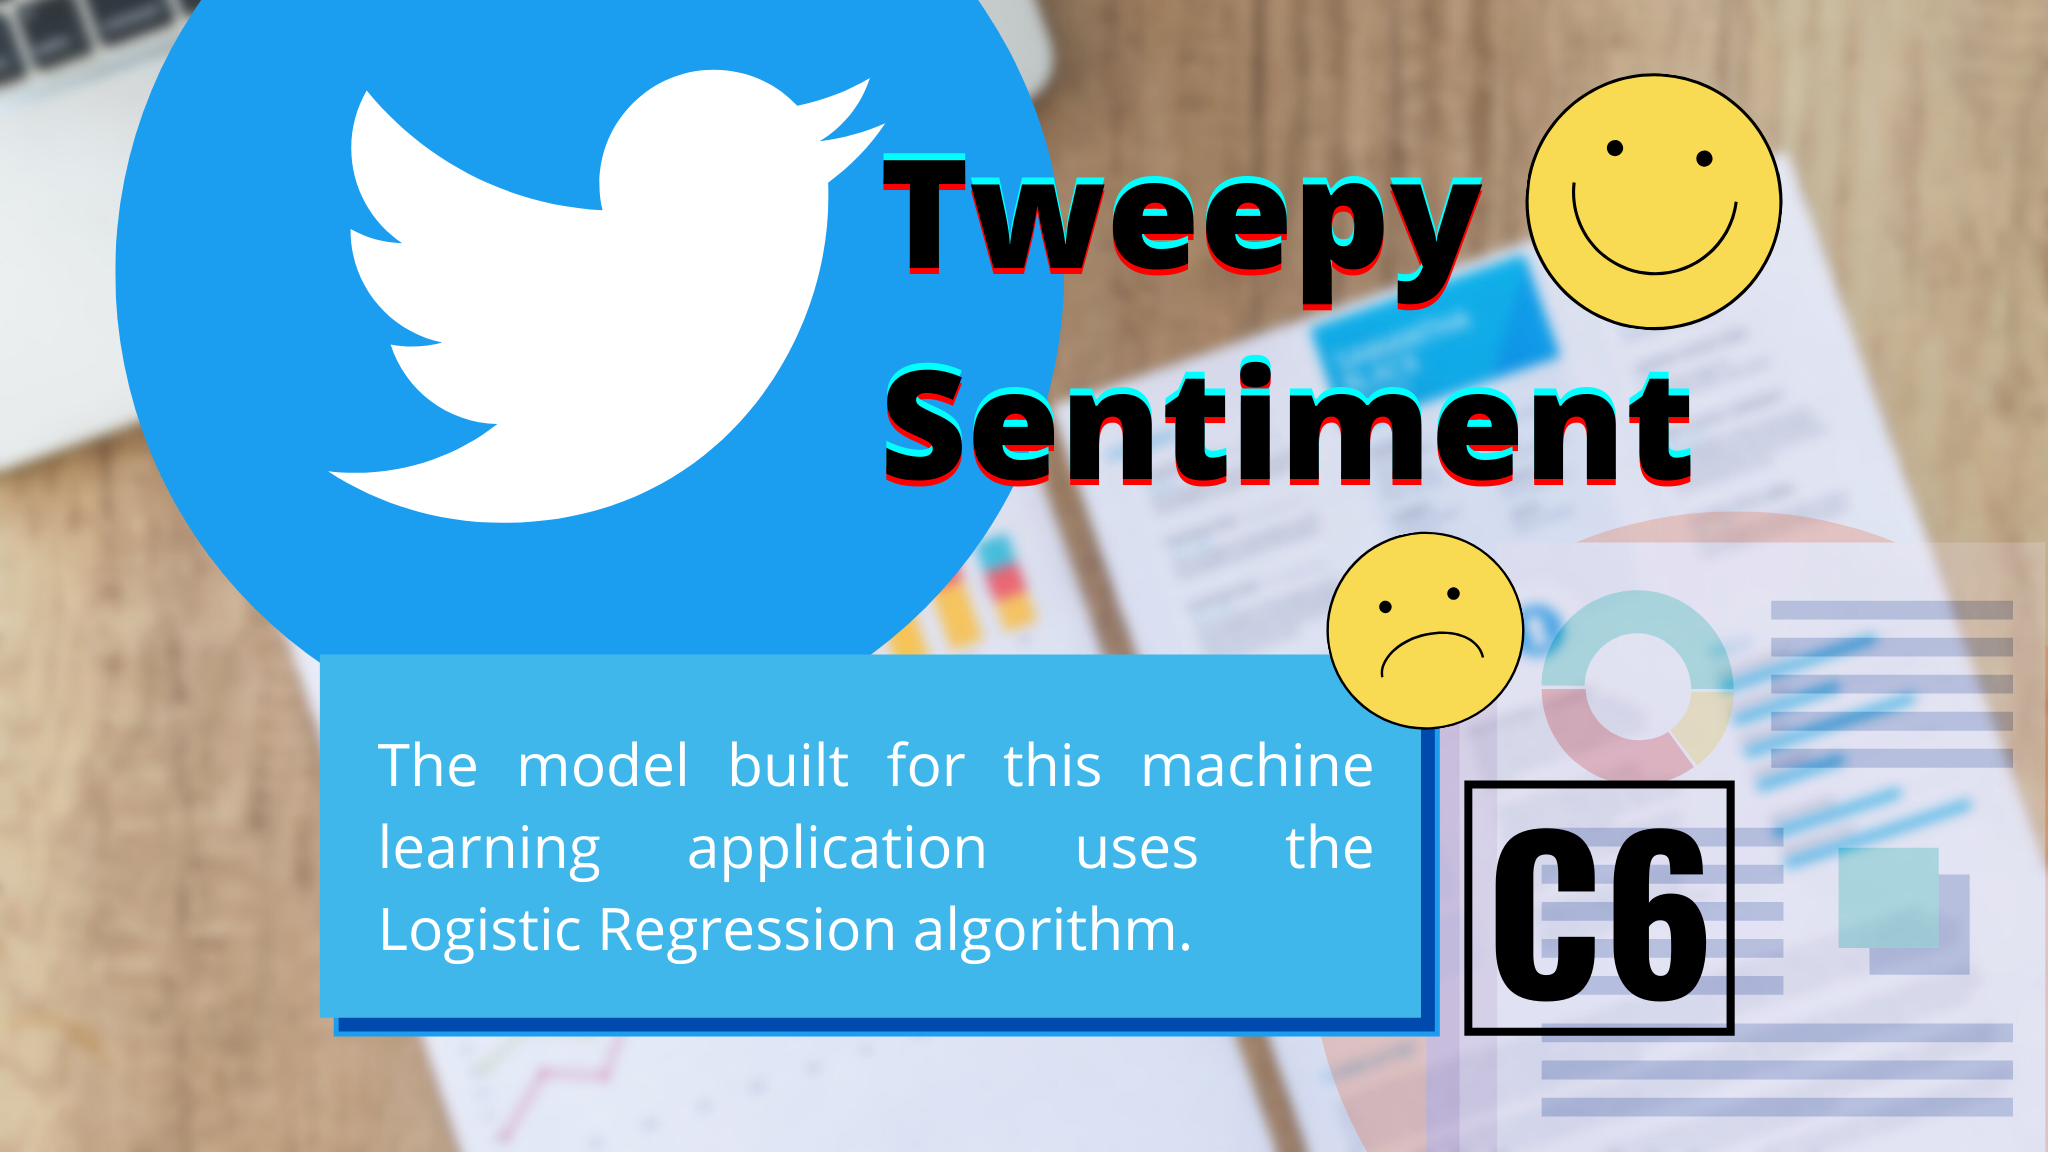 Tweepy
Sentiment
The model built for this machine
learning application uses the
Logistic Regression algorithm.
C6